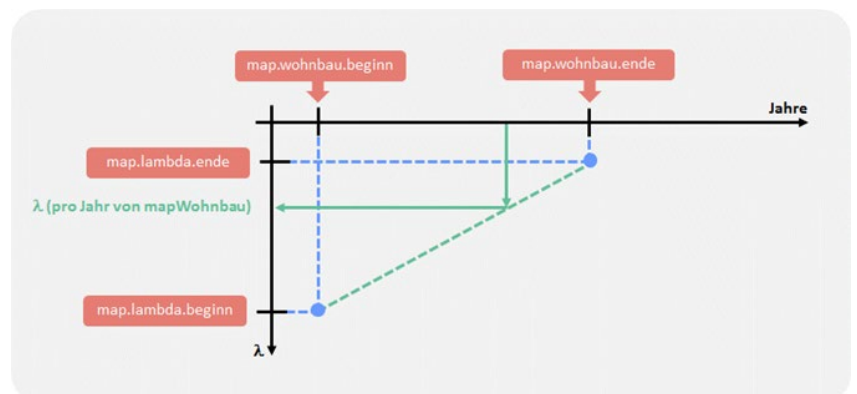 map.wohnbau.beginn
map.wohnbau.ende
Jahre
map.lambda.ende
λ (pro Jahr von mapWohnbau)
map.lambda.beginn
λ